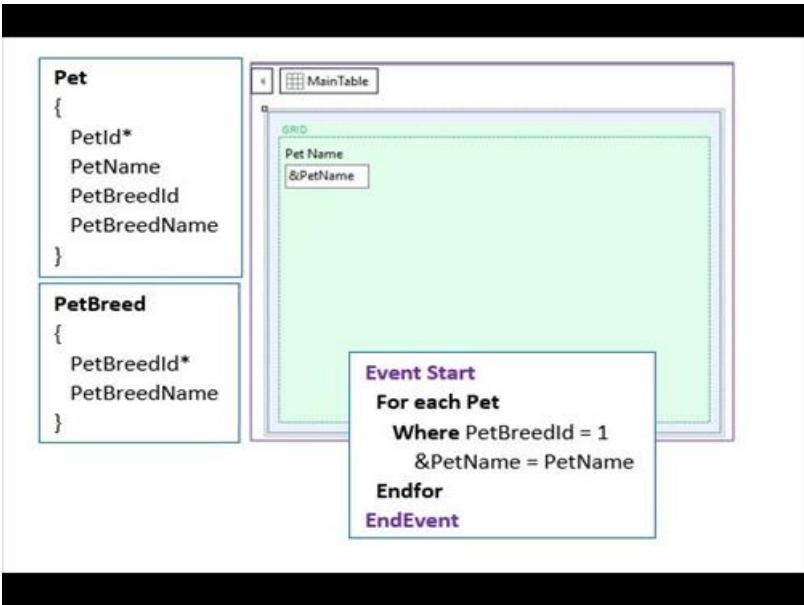 Pet
{
PetId*
PetName
PetBreedId
PetBreedName
}
PetBreed
{
PetBreedId*
PetBreedName
}
MainTable
GRID
Pet Name
&PetName
Event Start
For each Pet
Where PetBreedId = 1
&PetName = PetName
Endfor
EndEvent